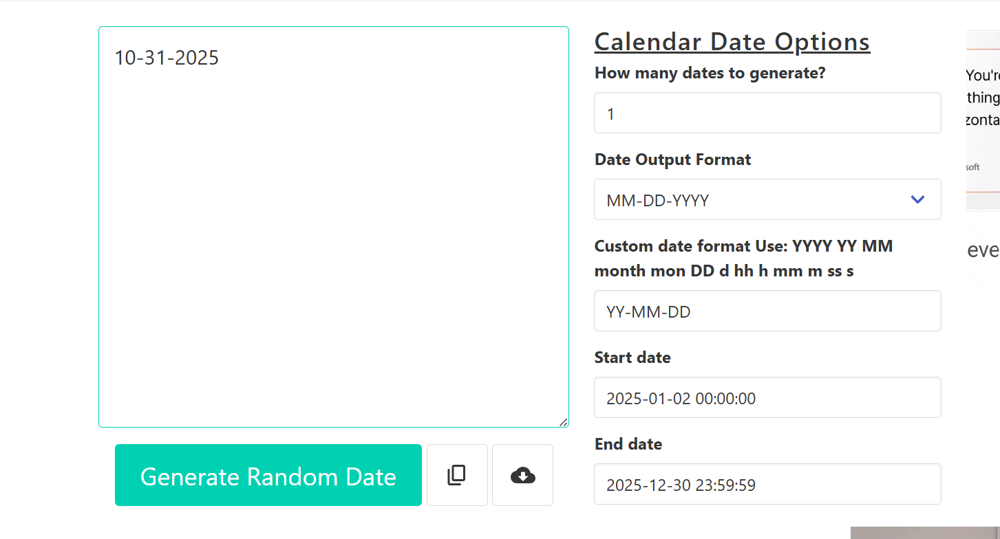 10-31-2025
Generate Random Date
Calendar Date Options
How many dates to generate?
1
Date Output Format
MM-DD-YYYY
Custom date format Use: YYYY YY MM
month mon DD d hh h mm m ss s
YY-MM-DD
Start date
2025-01-02 00:00:00
End date
2025-12-30 23:59:59
You're
thing
zonta
soft
eve